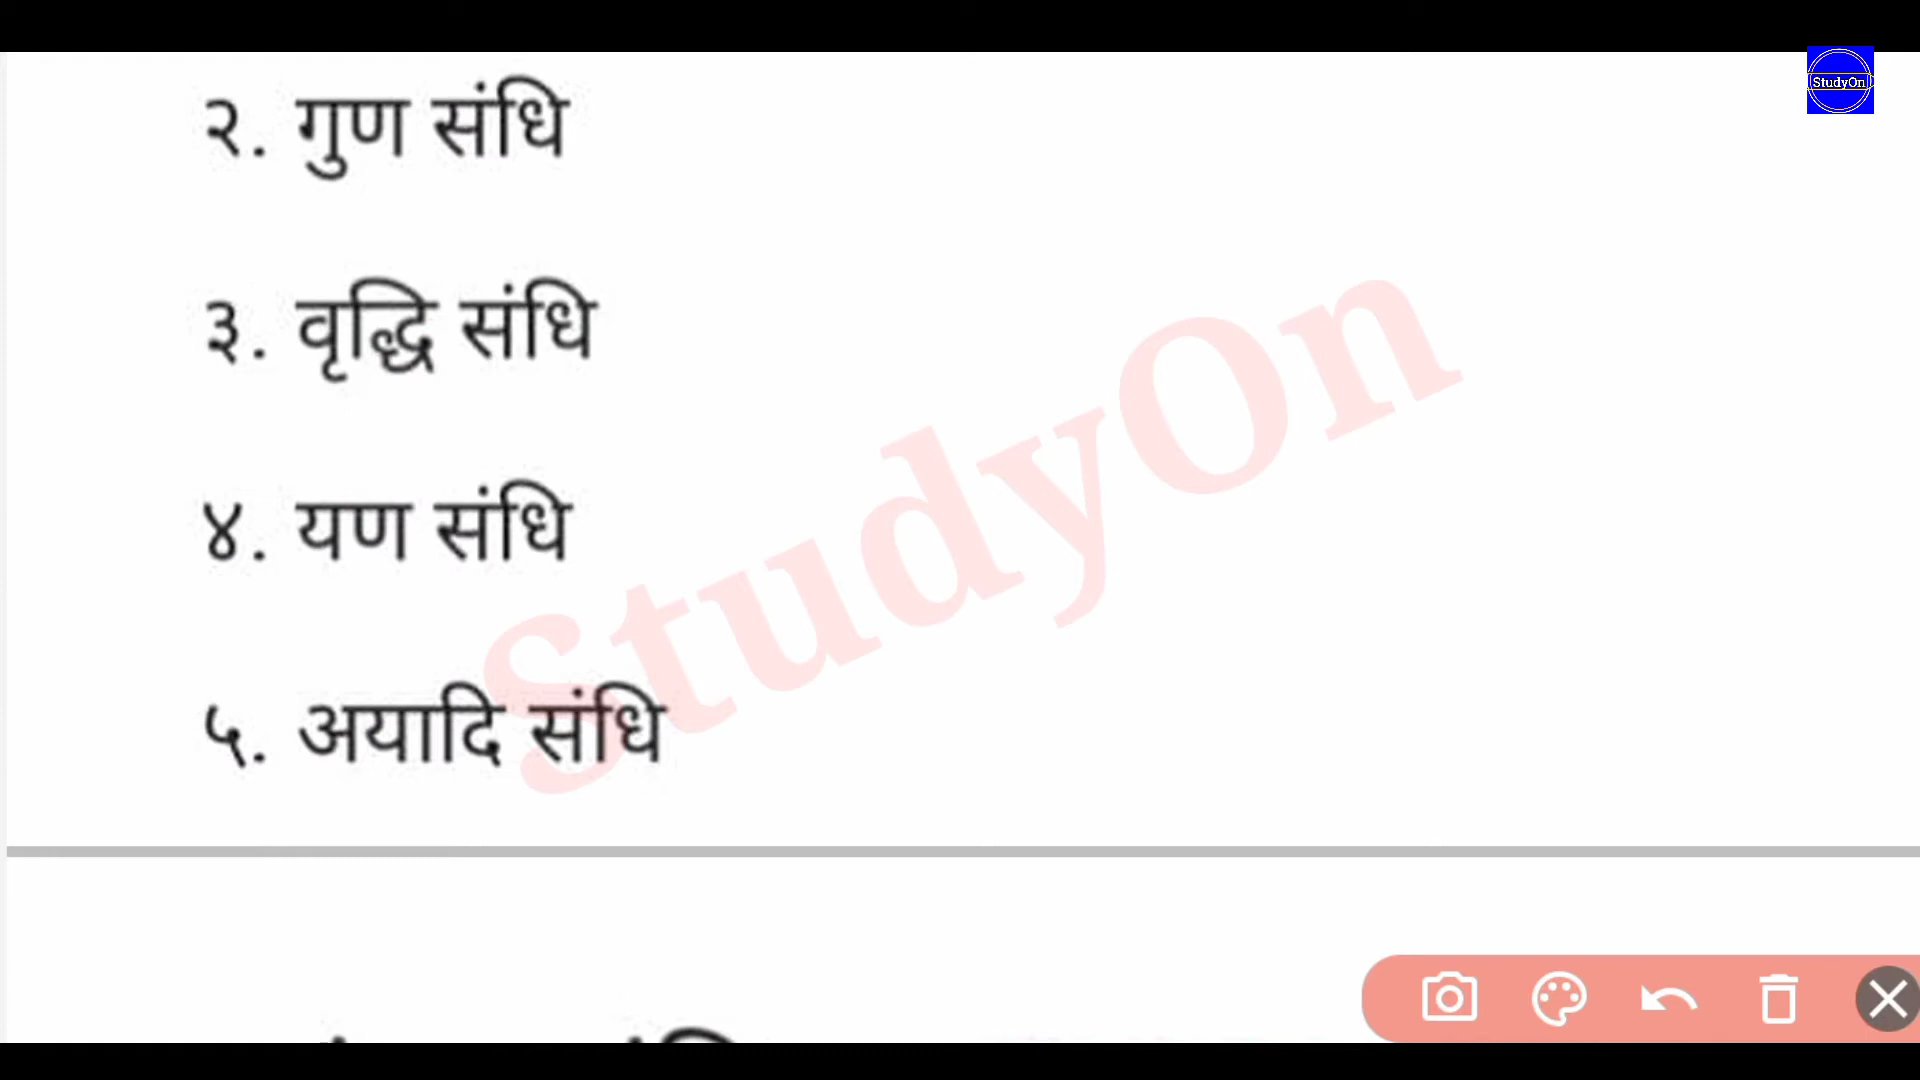 StudyOn
२. गुण संधि
३. वृद्धि संधि
४. यण संधि
५. अयादि संधि
StudyOn